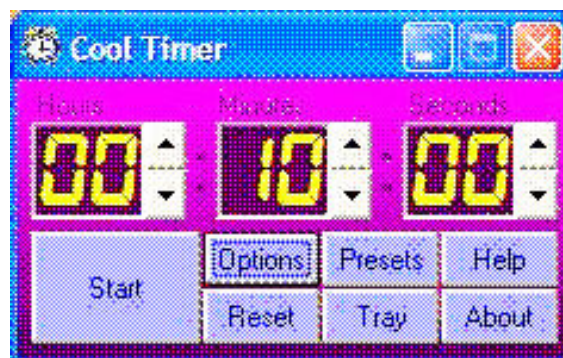 Cool Timer
Hours Minutes Seconds
00 : 10 : 00
Start
Options Presets Help
Reset Tray About